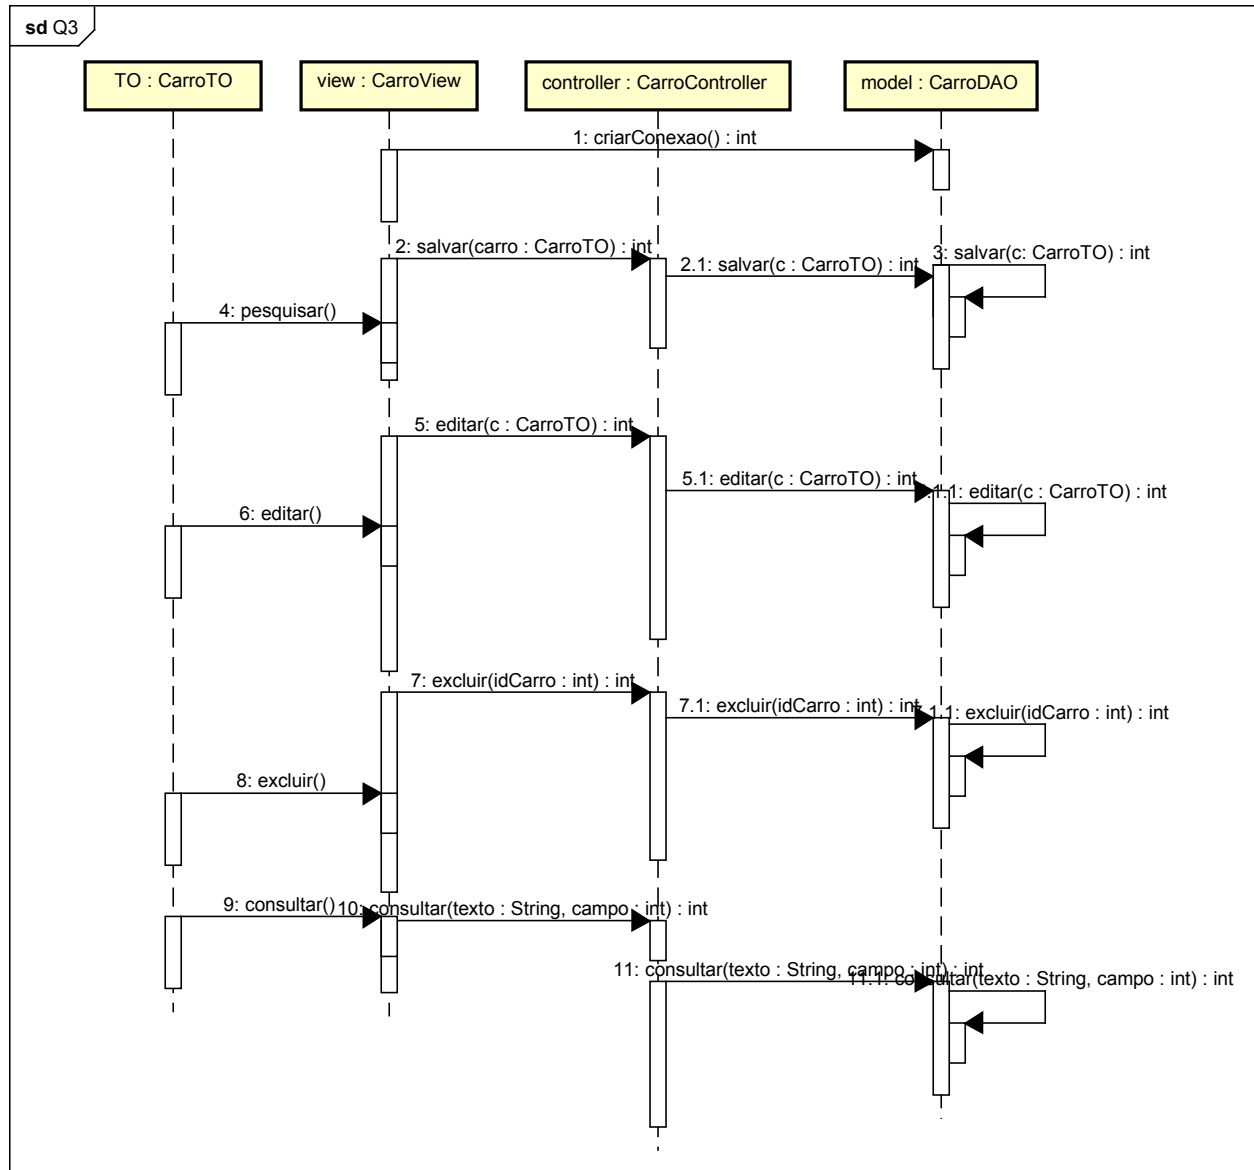 sd Q3
TO : CarroTO
view : CarroView
controller : CarroController
model : CarroDAO
1: criarConexao() : int
2: salvar(carro : CarroTO) : int
2.1: salvar(c : CarroTO) : int
3: salvar(c: CarroTO) : int
4: pesquisar()
5: editar(c : CarroTO) : int
5.1: editar(c : CarroTO) : int
.1.1: editar(c : CarroTO) : int
6: editar()
7: excluir(idCarro : int) : int
7.1: excluir(idCarro : int) : int
7.1.1: excluir(idCarro : int) : int
8: excluir()
9: consultar()
10: consultar(texto : String, campo : int) : int
11: consultar(texto : String, campo : int) : int
11.1: consultar(texto : String, campo : int) : int